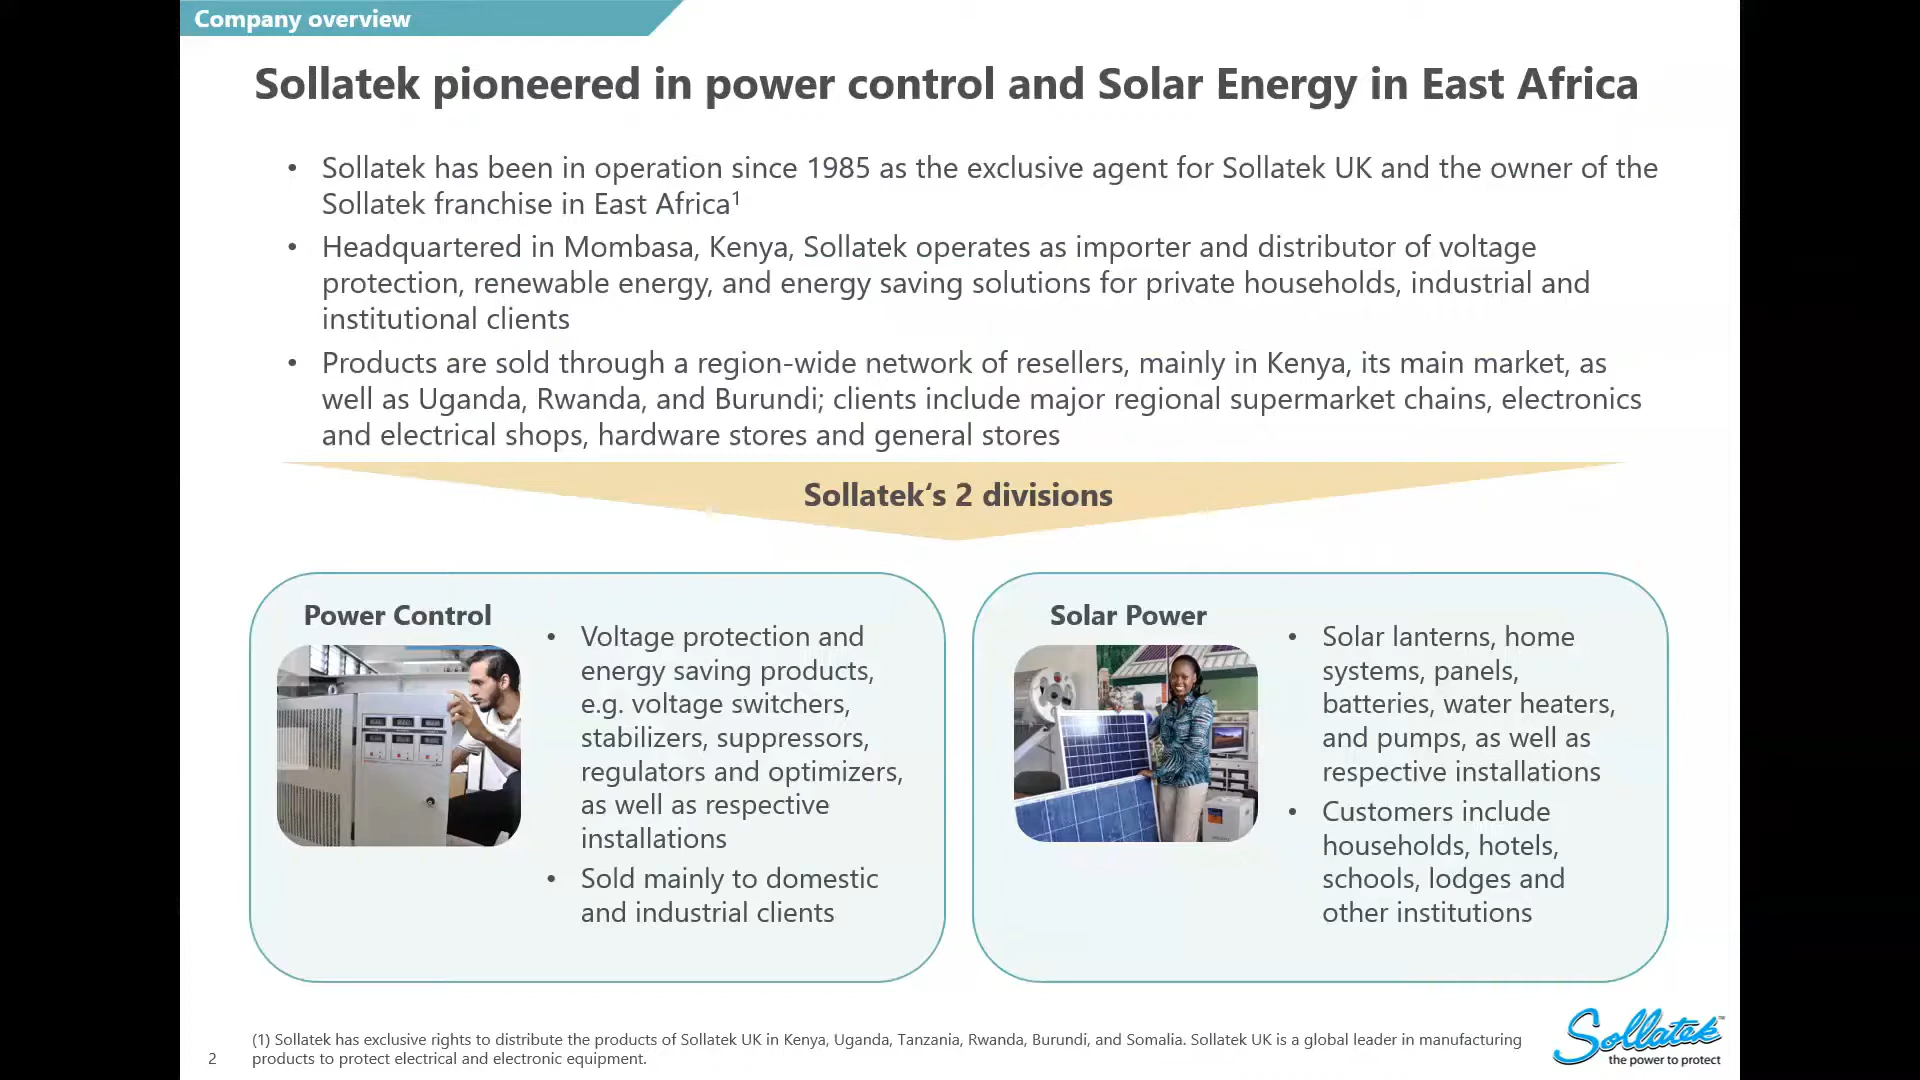 Company overview
Sollatek pioneered in power control and Solar Energy in East Africa
• Sollatek has been in operation since 1985 as the exclusive agent for Sollatek UK and the owner of the
Sollatek franchise in East Africa¹
• Headquartered in Mombasa, Kenya, Sollatek operates as importer and distributor of voltage
protection, renewable energy, and energy saving solutions for private households, industrial and
institutional clients
• Products are sold through a region-wide network of resellers, mainly in Kenya, its main market, as
well as Uganda, Rwanda, and Burundi; clients include major regional supermarket chains, electronics
and electrical shops, hardware stores and general stores
Sollatek‘s 2 divisions
Power Control
• Voltage protection and
energy saving products,
e.g. voltage switchers,
stabilizers, suppressors,
regulators and optimizers,
as well as respective
installations
• Sold mainly to domestic
and industrial clients
Solar Power
• Solar lanterns, home
systems, panels,
batteries, water heaters,
and pumps, as well as
respective installations
• Customers include
households, hotels,
schools, lodges and
other institutions
(1) Sollatek has exclusive rights to distribute the products of Sollatek UK in Kenya, Uganda, Tanzania, Rwanda, Burundi, and Somalia. Sollatek UK is a global leader in manufacturing
products to protect electrical and electronic equipment.
2
Sollatek™
the power to protect